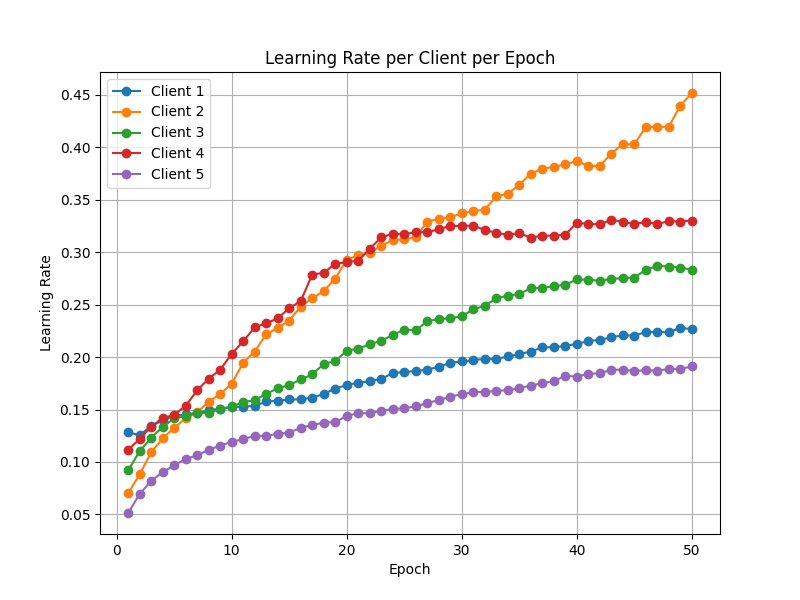 Learning Rate per Client per Epoch
Client 1
Client 2
Client 3
Client 4
Client 5
0.45
0.40
0.35
0.30
0.25
0.20
0.15
0.10
0.05
Learning Rate
0 10 20 30 40 50
Epoch